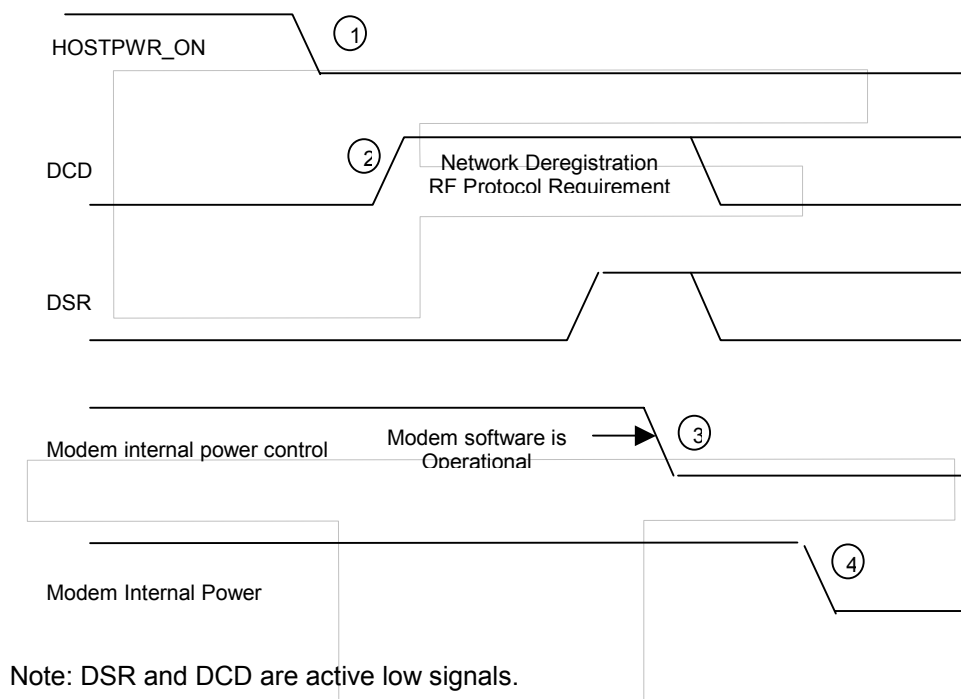 HOSTPWR_ON
1
DCD
2
Network Deregistration
RF Protocol Requirement
DSR
Modem internal power control
Modem software is
Operational
3
Modem Internal Power
4
Note: DSR and DCD are active low signals.